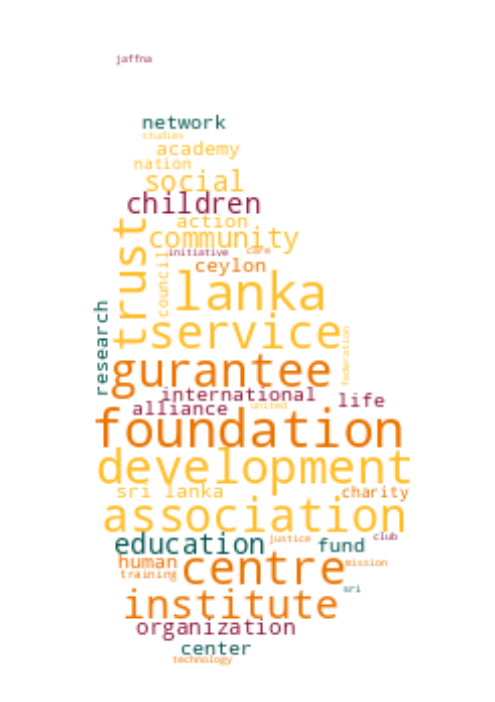 jaffna
network
studies
academy
nation
social
children
action
trust
community
initiative care
council
ceylon
lanka
research
service
federation
gurantee
international
life
alliance united
foundation
development
sri lanka charity
association
education justice fund club
human centre mission
training
sri
institute
organization
center
technology